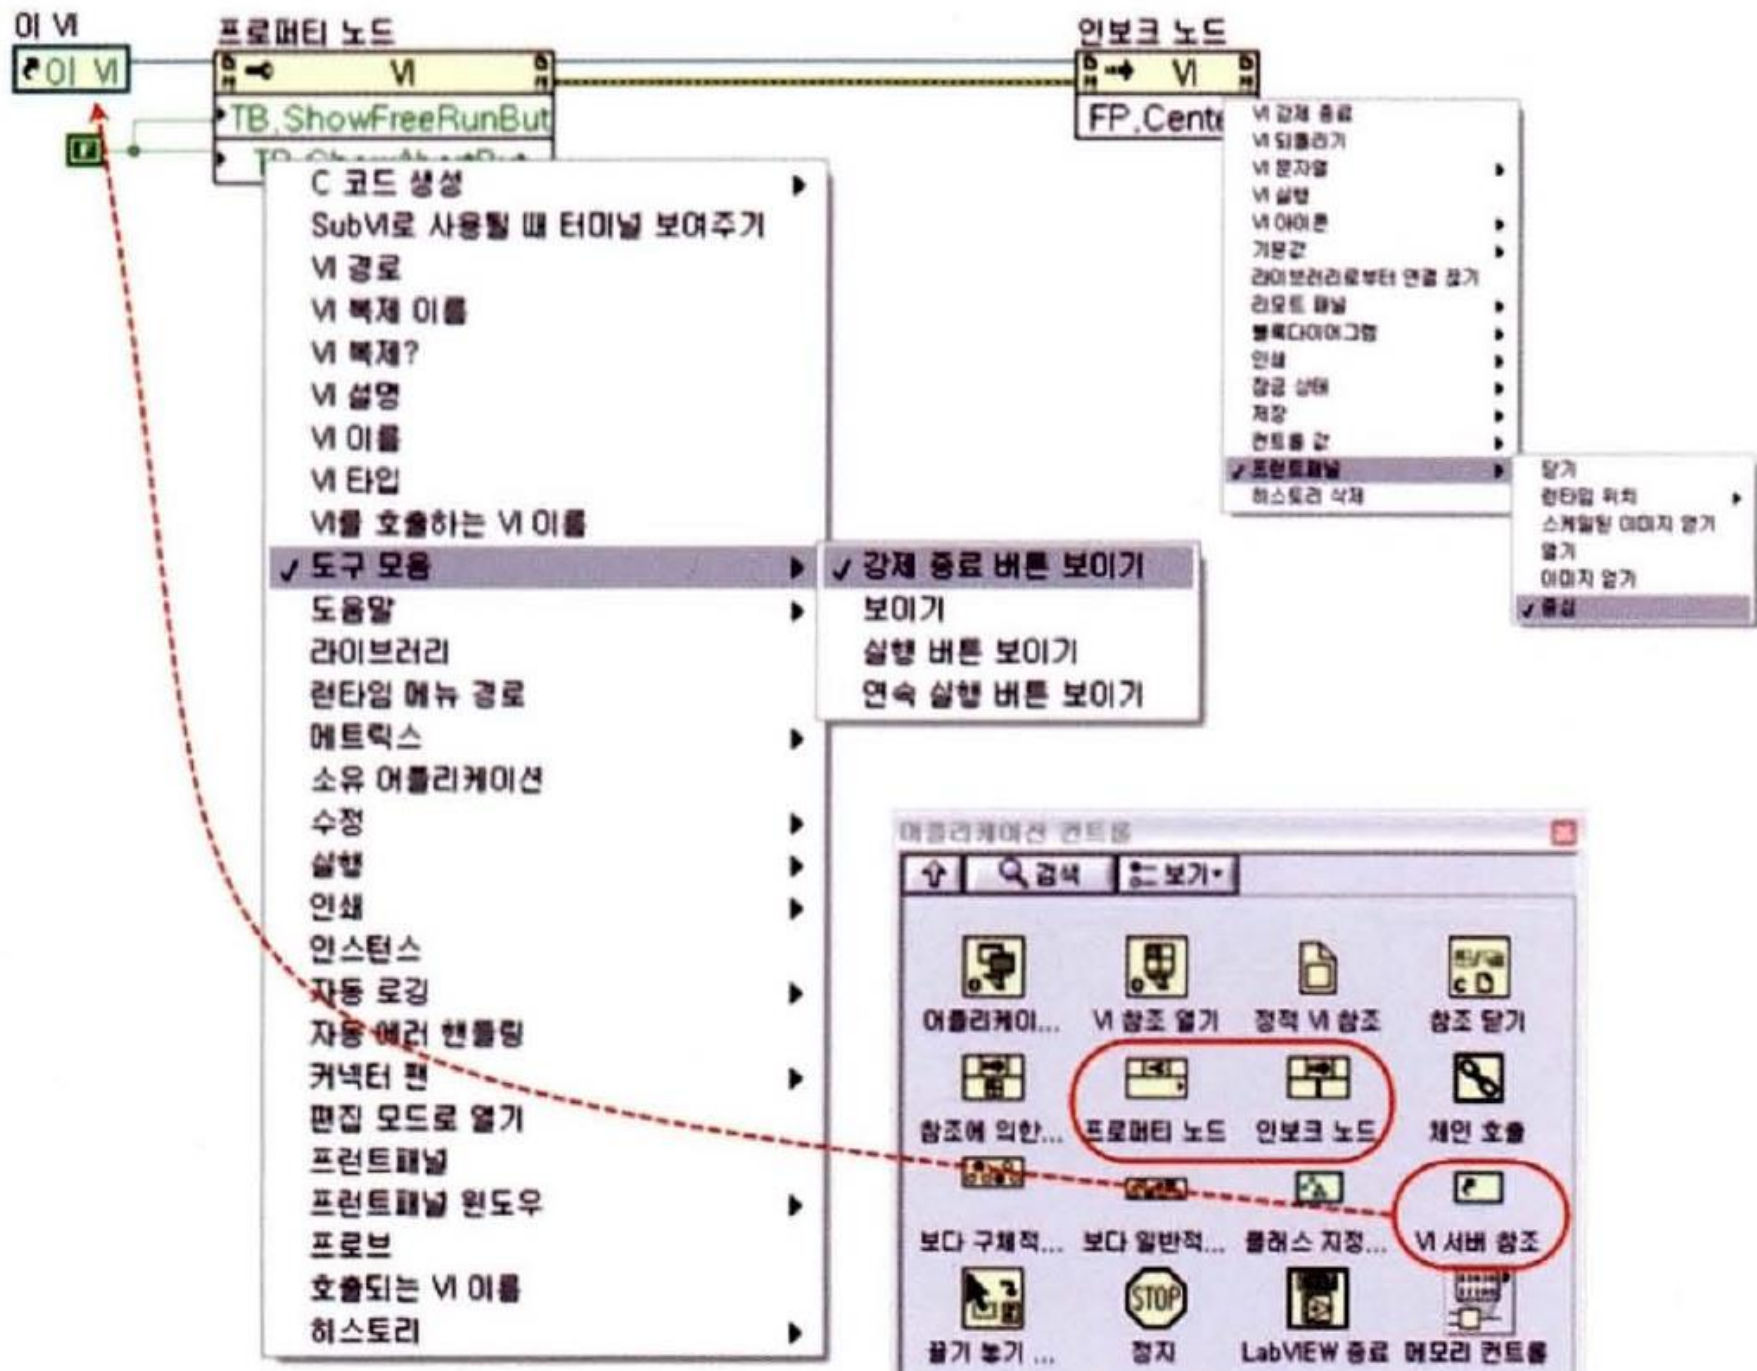 이 VI
이 VI
프로퍼티 노드
VI
TB.ShowFreeRunBut
F
인보크 노드
VI
FP.Cente
C 코드 생성
SubVI로 사용될 때 터미널 보여주기
VI 경로
VI 복제 이름
VI 복제?
VI 설명
VI 이름
VI 타입
VI를 호출하는 VI 이름
도구 모음
도움말
라이브러리
런타임 메뉴 경로
메트릭스
소유 어플리케이션
수정
실행
인쇄
인스턴스
자동 로깅
자동 에러 핸들링
커넥터 팬
편집 모드로 열기
프런트패널
프런트패널 윈도우
프로브
호출되는 VI 이름
히스토리
강제 종료 버튼 보이기
보이기
실행 버튼 보이기
연속 실행 버튼 보이기
VI 강제 종료
VI 되돌리기
VI 문자열
VI 실행
VI 아이콘
기본값
라이브러리로부터 연결 끊기
리모트 패널
블록다이어그램
인쇄
잠금 상태
저장
컨트롤 값
프런트패널
히스토리 삭제
닫기
런타임 위치
스케일된 이미지 얻기
열기
이미지 얻기
중심
어플리케이션 컨트롤
검색
보기
어플리케이...
VI 참조 열기
정적 VI 참조
참조 닫기
참조에 의한...
프로퍼티 노드
인보크 노드
체인 호출
보다 구체적...
보다 일반적...
클래스 지정...
VI 서버 참조
끌기 놓기 ...
STOP
정지
LabVIEW 종료
메모리 컨트롤